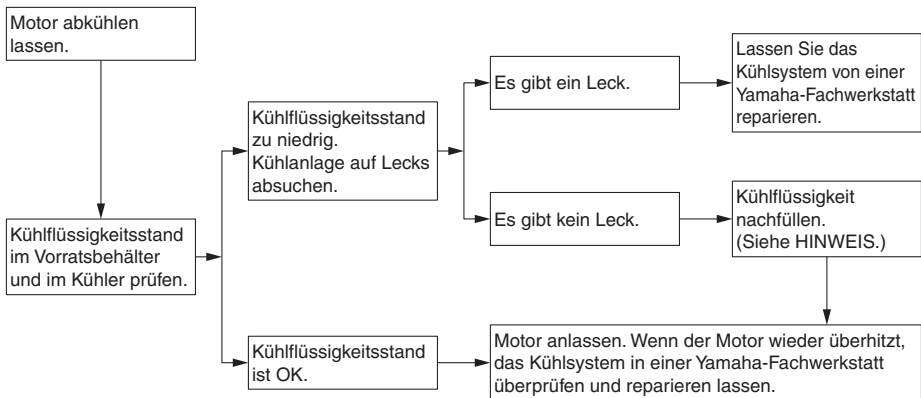 Motor abkühlen
lassen.
Kühlflüssigkeitsstand
im Vorratsbehälter
und im Kühler prüfen.
Kühlflüssigkeitsstand
zu niedrig.
Kühlanlage auf Lecks
absuchen.
Es gibt ein Leck.
Lassen Sie das
Kühlsystem von einer
Yamaha-Fachwerkstatt
reparieren.
Es gibt kein Leck.
Kühlflüssigkeit
nachfüllen.
(Siehe HINWEIS.)
Kühlflüssigkeitsstand
ist OK.
Motor anlassen. Wenn der Motor wieder überhitzt,
das Kühlsystem in einer Yamaha-Fachwerkstatt
überprüfen und reparieren lassen.